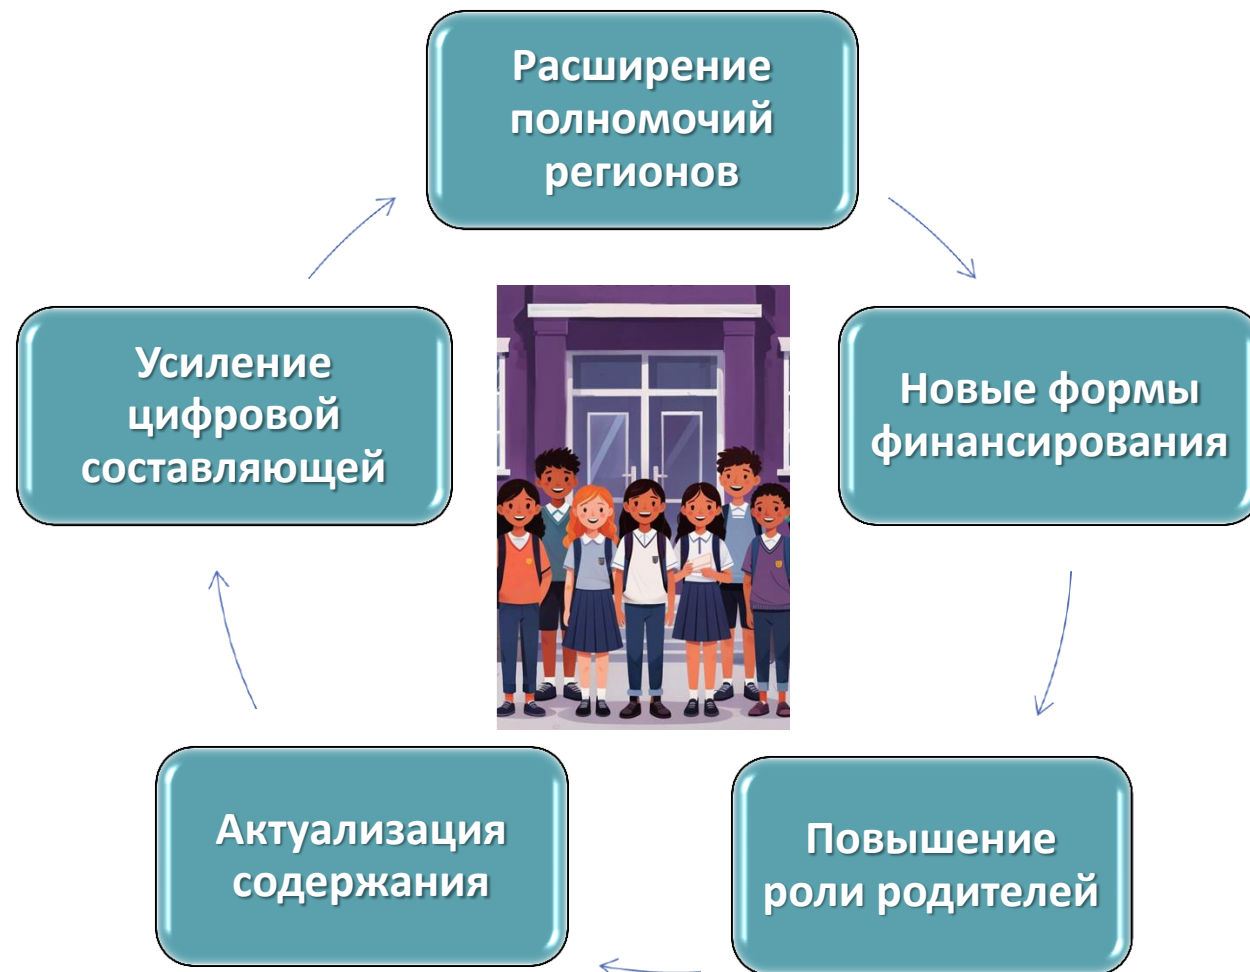 Расширение
полномочий
регионов
Новые формы
финансирования
Повышение
роли родителей
Актуализация
содержания
Усиление
цифровой
составляющей